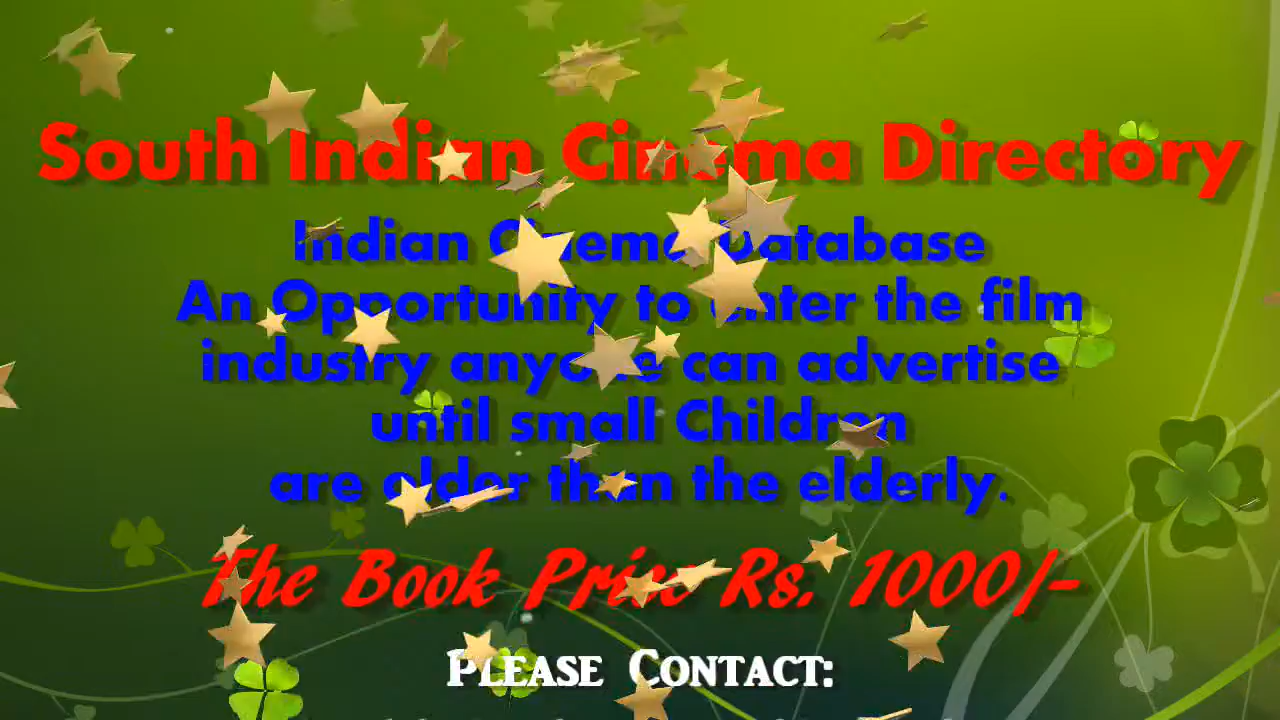 South Indian Cinema Directory
Indian Cinema Database
An Opportunity to enter the film
industry anyone can advertise
until small Children
are older than the elderly.
The Book Price Rs. 1000/-
Please Contact: